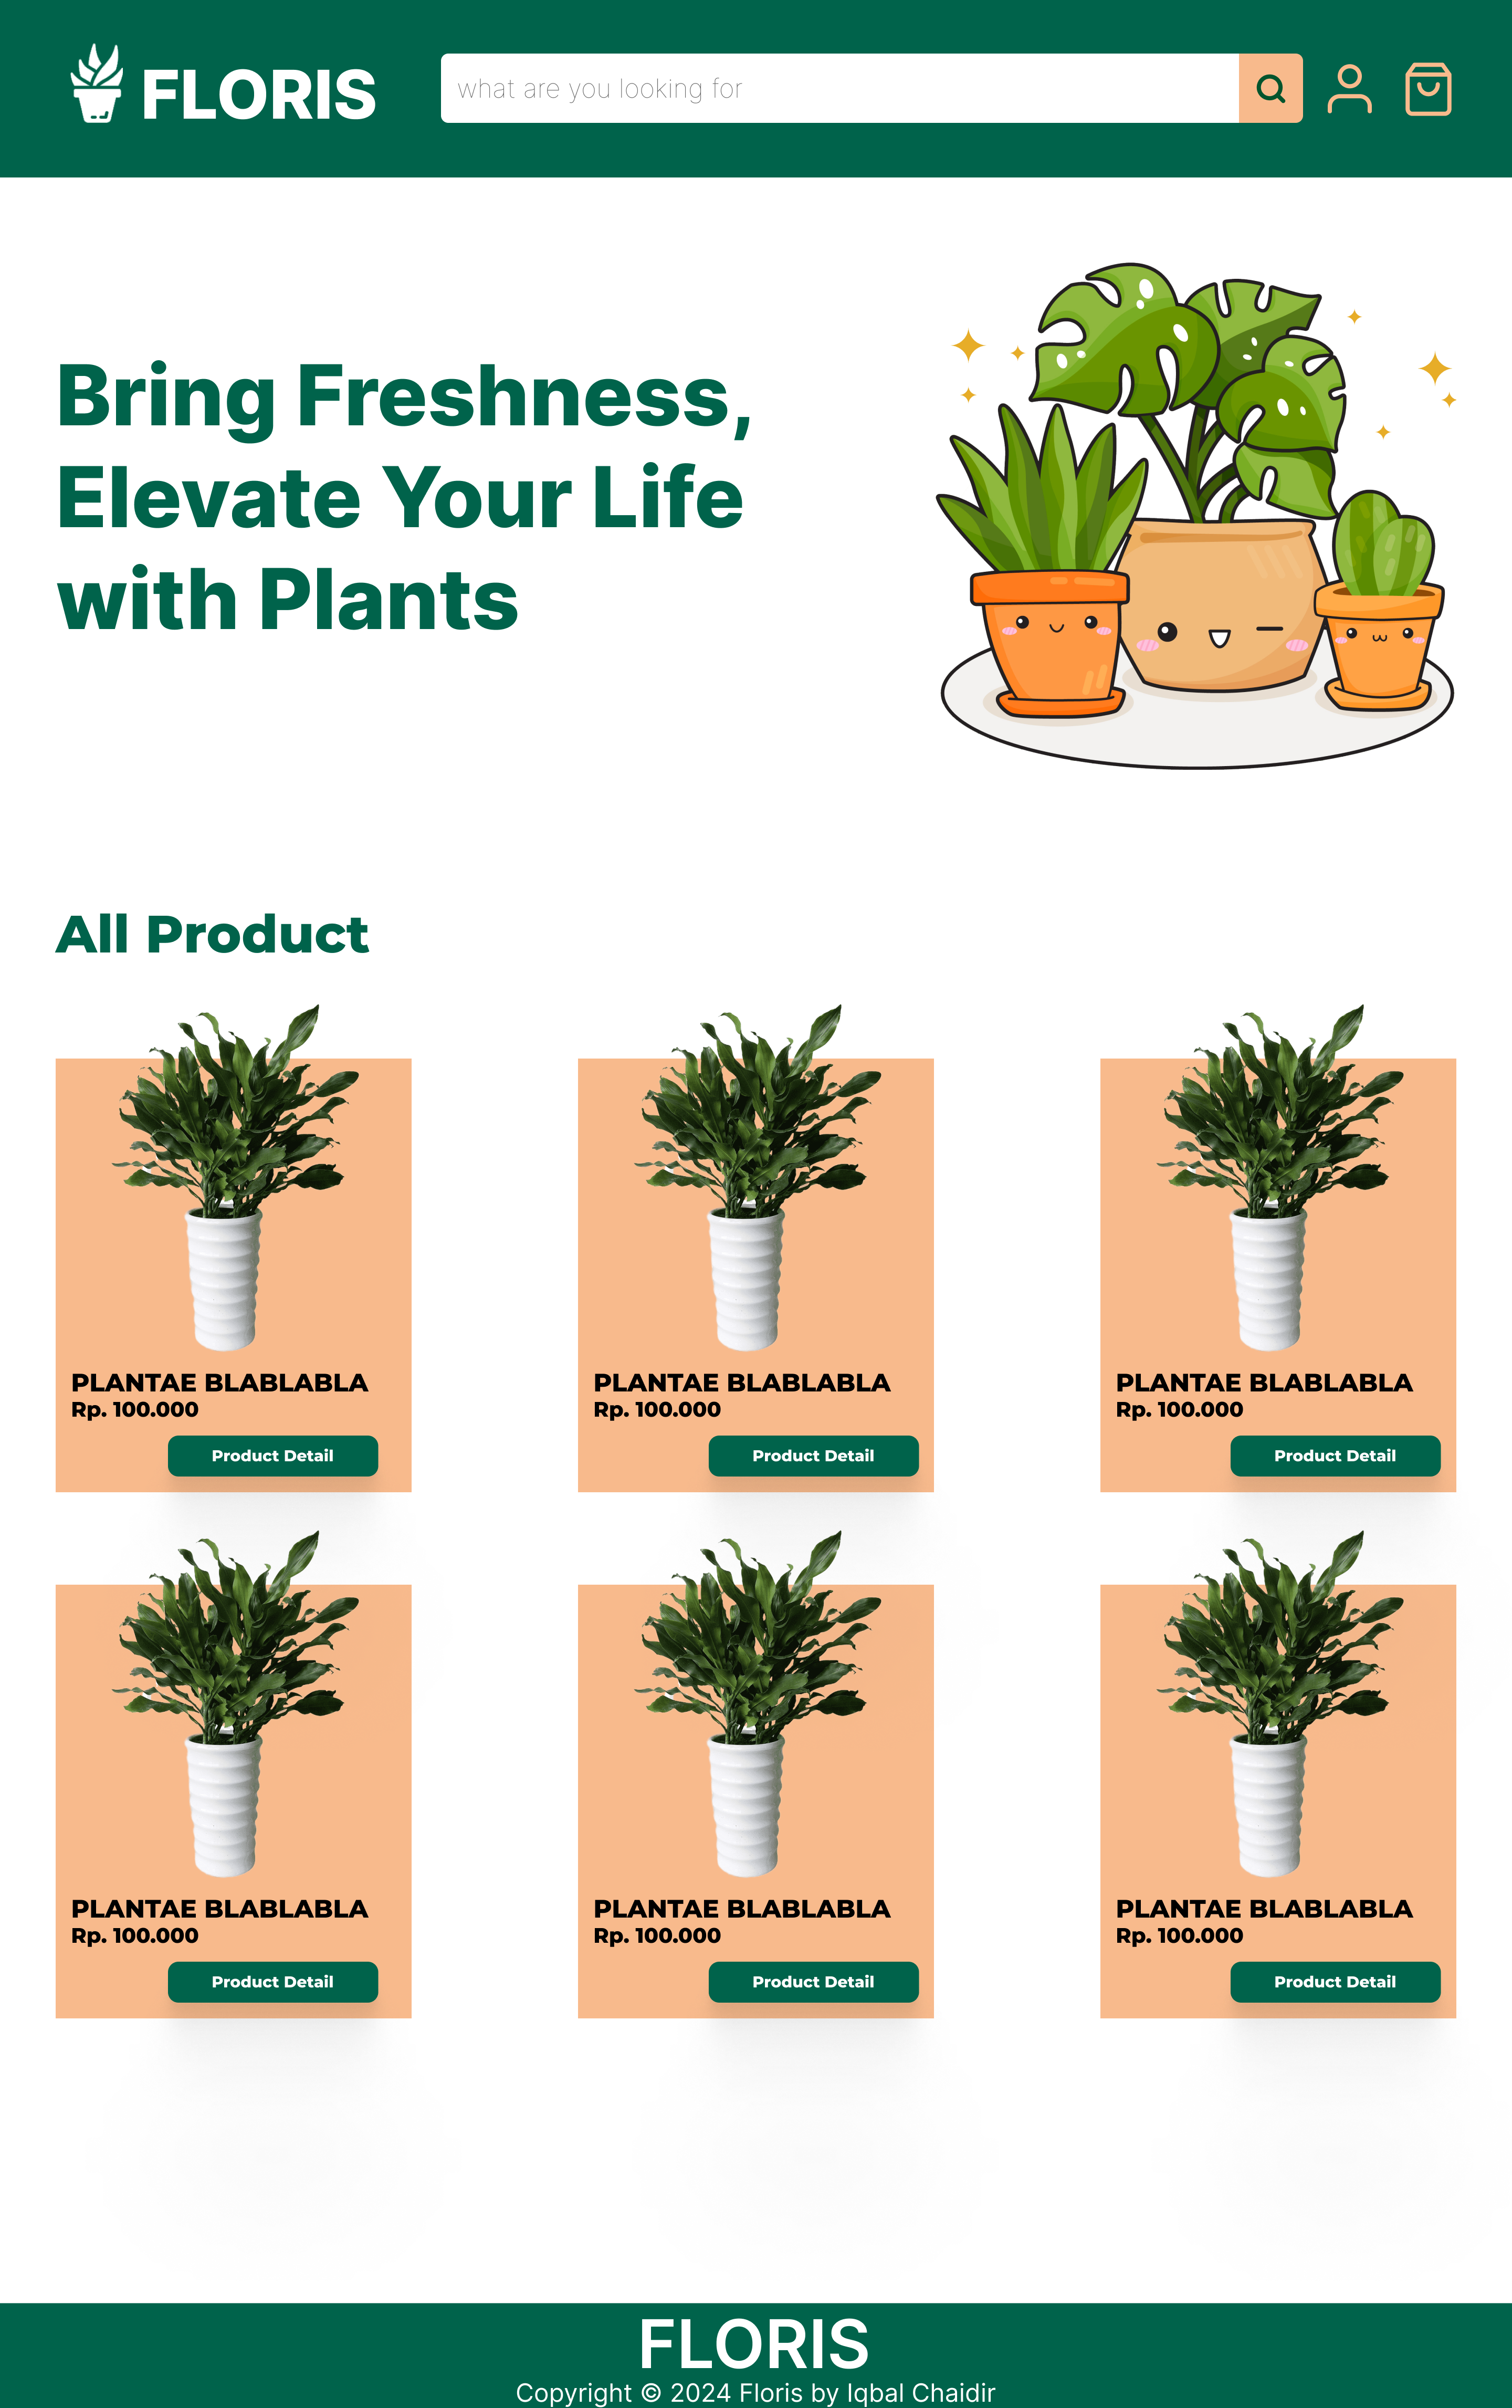 FLORIS
what are you looking for
Bring Freshness,
Elevate Your Life
with Plants
All Product
PLANTAE BLABLABLA
Rp. 100.000
Product Detail
PLANTAE BLABLABLA
Rp. 100.000
Product Detail
PLANTAE BLABLABLA
Rp. 100.000
Product Detail
PLANTAE BLABLABLA
Rp. 100.000
Product Detail
PLANTAE BLABLABLA
Rp. 100.000
Product Detail
PLANTAE BLABLABLA
Rp. 100.000
Product Detail
FLORIS
Copyright © 2024 Floris by Iqbal Chaidir